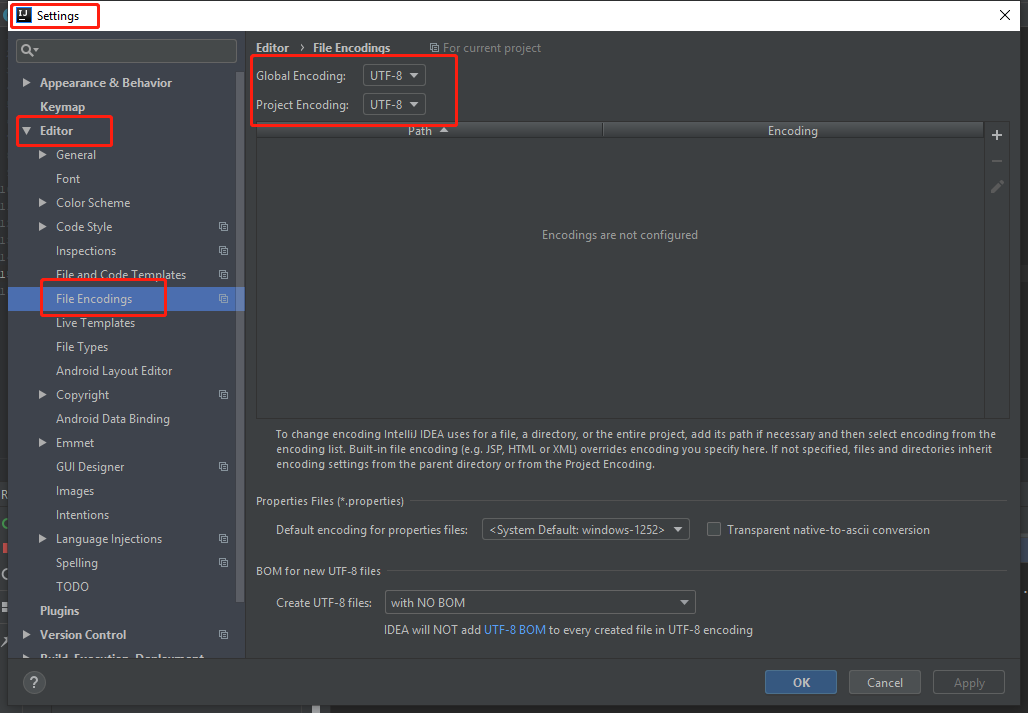 Settings
Editor › File Encodings For current project
Global Encoding: UTF-8
Project Encoding: UTF-8
Path Encoding
Encodings are not configured
Appearance & Behavior
Keymap
Editor
General
Font
Color Scheme
Code Style
Inspections
File and Code Templates
File Encodings
Live Templates
File Types
Android Layout Editor
Copyright
Android Data Binding
Emmet
GUI Designer
Images
Intentions
Language Injections
Spelling
TODO
Plugins
Version Control
Build, Execution, Deployment
To change encoding IntelliJ IDEA uses for a file, a directory, or the entire project, add its path if necessary and then select encoding from the
encoding list. Built-in file encoding (e.g. JSP, HTML or XML) overrides encoding you specify here. If not specified, files and directories inherit
encoding settings from the parent directory or from the Project Encoding.
Properties Files (*.properties)
Default encoding for properties files: <System Default: windows-1252> Transparent native-to-ascii conversion
BOM for new UTF-8 files
Create UTF-8 files: with NO BOM
IDEA will NOT add UTF-8 BOM to every created file in UTF-8 encoding
? OK Cancel Apply